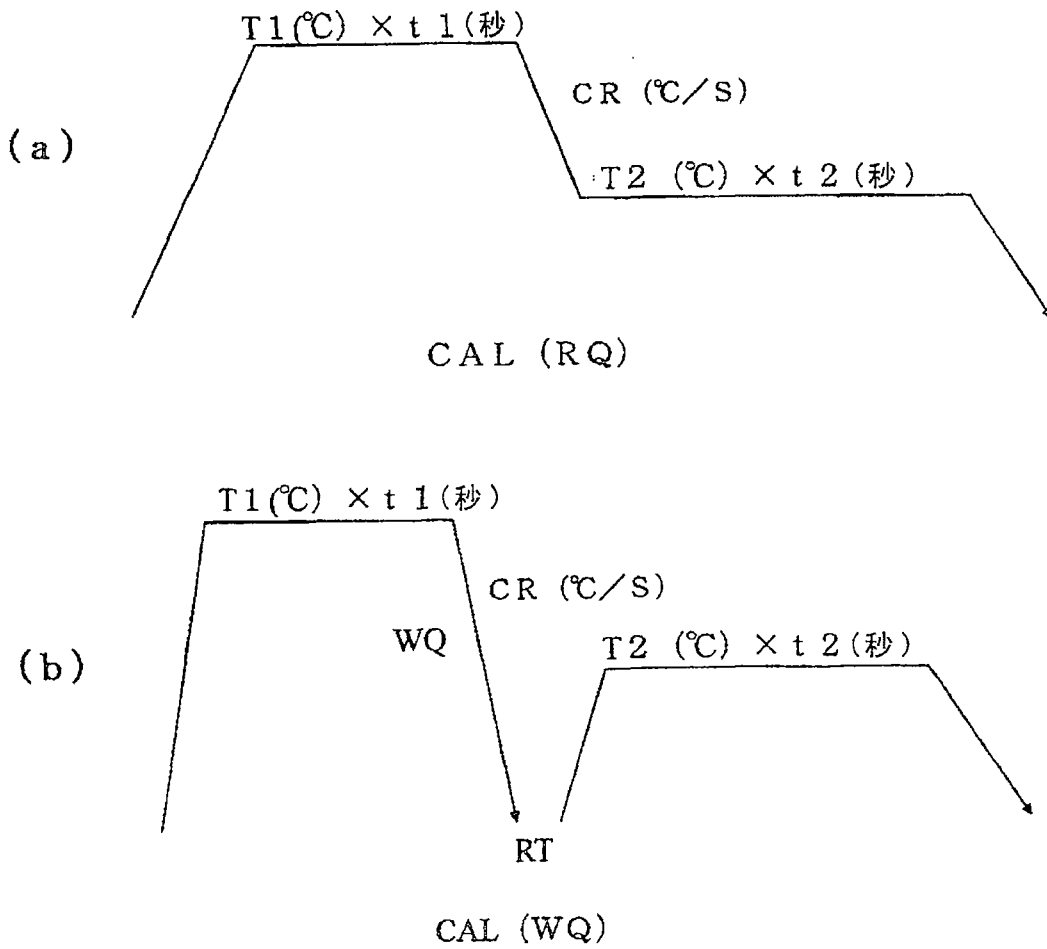 T1(℃) × t 1(秒)
CR (℃/S)
(a)
T2 (℃) × t 2(秒)
CAL (RQ)
T1(℃) × t 1(秒)
CR (℃/S)
WQ
T2 (℃) × t 2(秒)
(b)
RT
CAL (WQ)